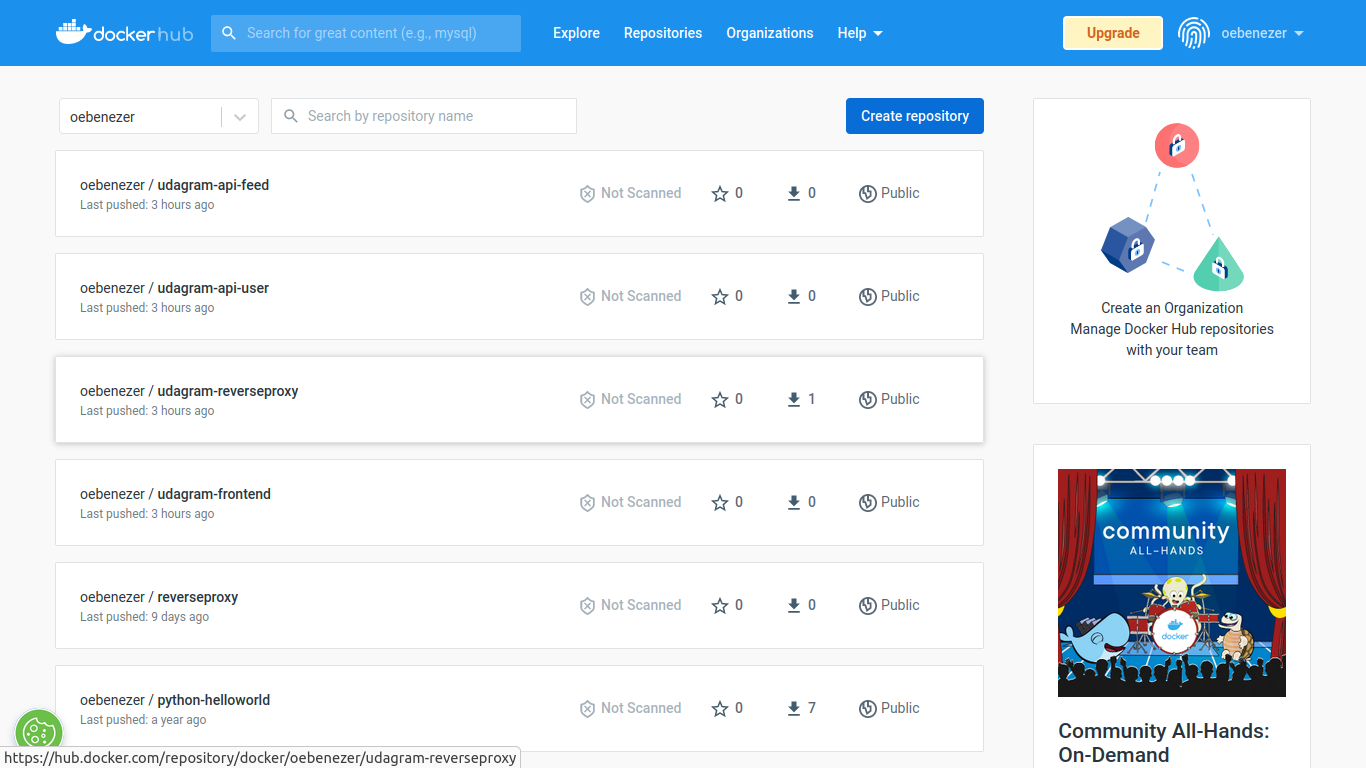 docker hub
Search for great content (e.g., mysql)
Explore
Repositories
Organizations
Help
Upgrade
oebenezer
oebenezer
Search by repository name
Create repository
oebenezer / udagram-api-feed
Last pushed: 3 hours ago
Not Scanned
0
0
Public
oebenezer / udagram-api-user
Last pushed: 3 hours ago
Not Scanned
0
0
Public
oebenezer / udagram-reverseproxy
Last pushed: 3 hours ago
Not Scanned
0
1
Public
oebenezer / udagram-frontend
Last pushed: 3 hours ago
Not Scanned
0
0
Public
oebenezer / reverseproxy
Last pushed: 9 days ago
Not Scanned
0
0
Public
oebenezer / python-helloworld
Last pushed: a year ago
Not Scanned
0
7
Public
Create an Organization
Manage Docker Hub repositories
with your team
community
ALL-HANDS
docker
Community All-Hands:
On-Demand
https://hub.docker.com/repository/docker/oebenezer/udagram-reverseproxy